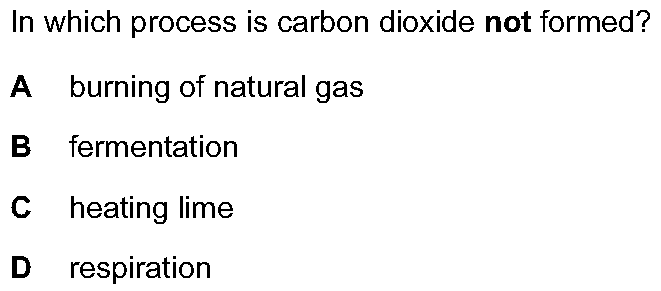 In which process is carbon dioxide not formed?
A burning of natural gas
B fermentation
C heating lime
D respiration